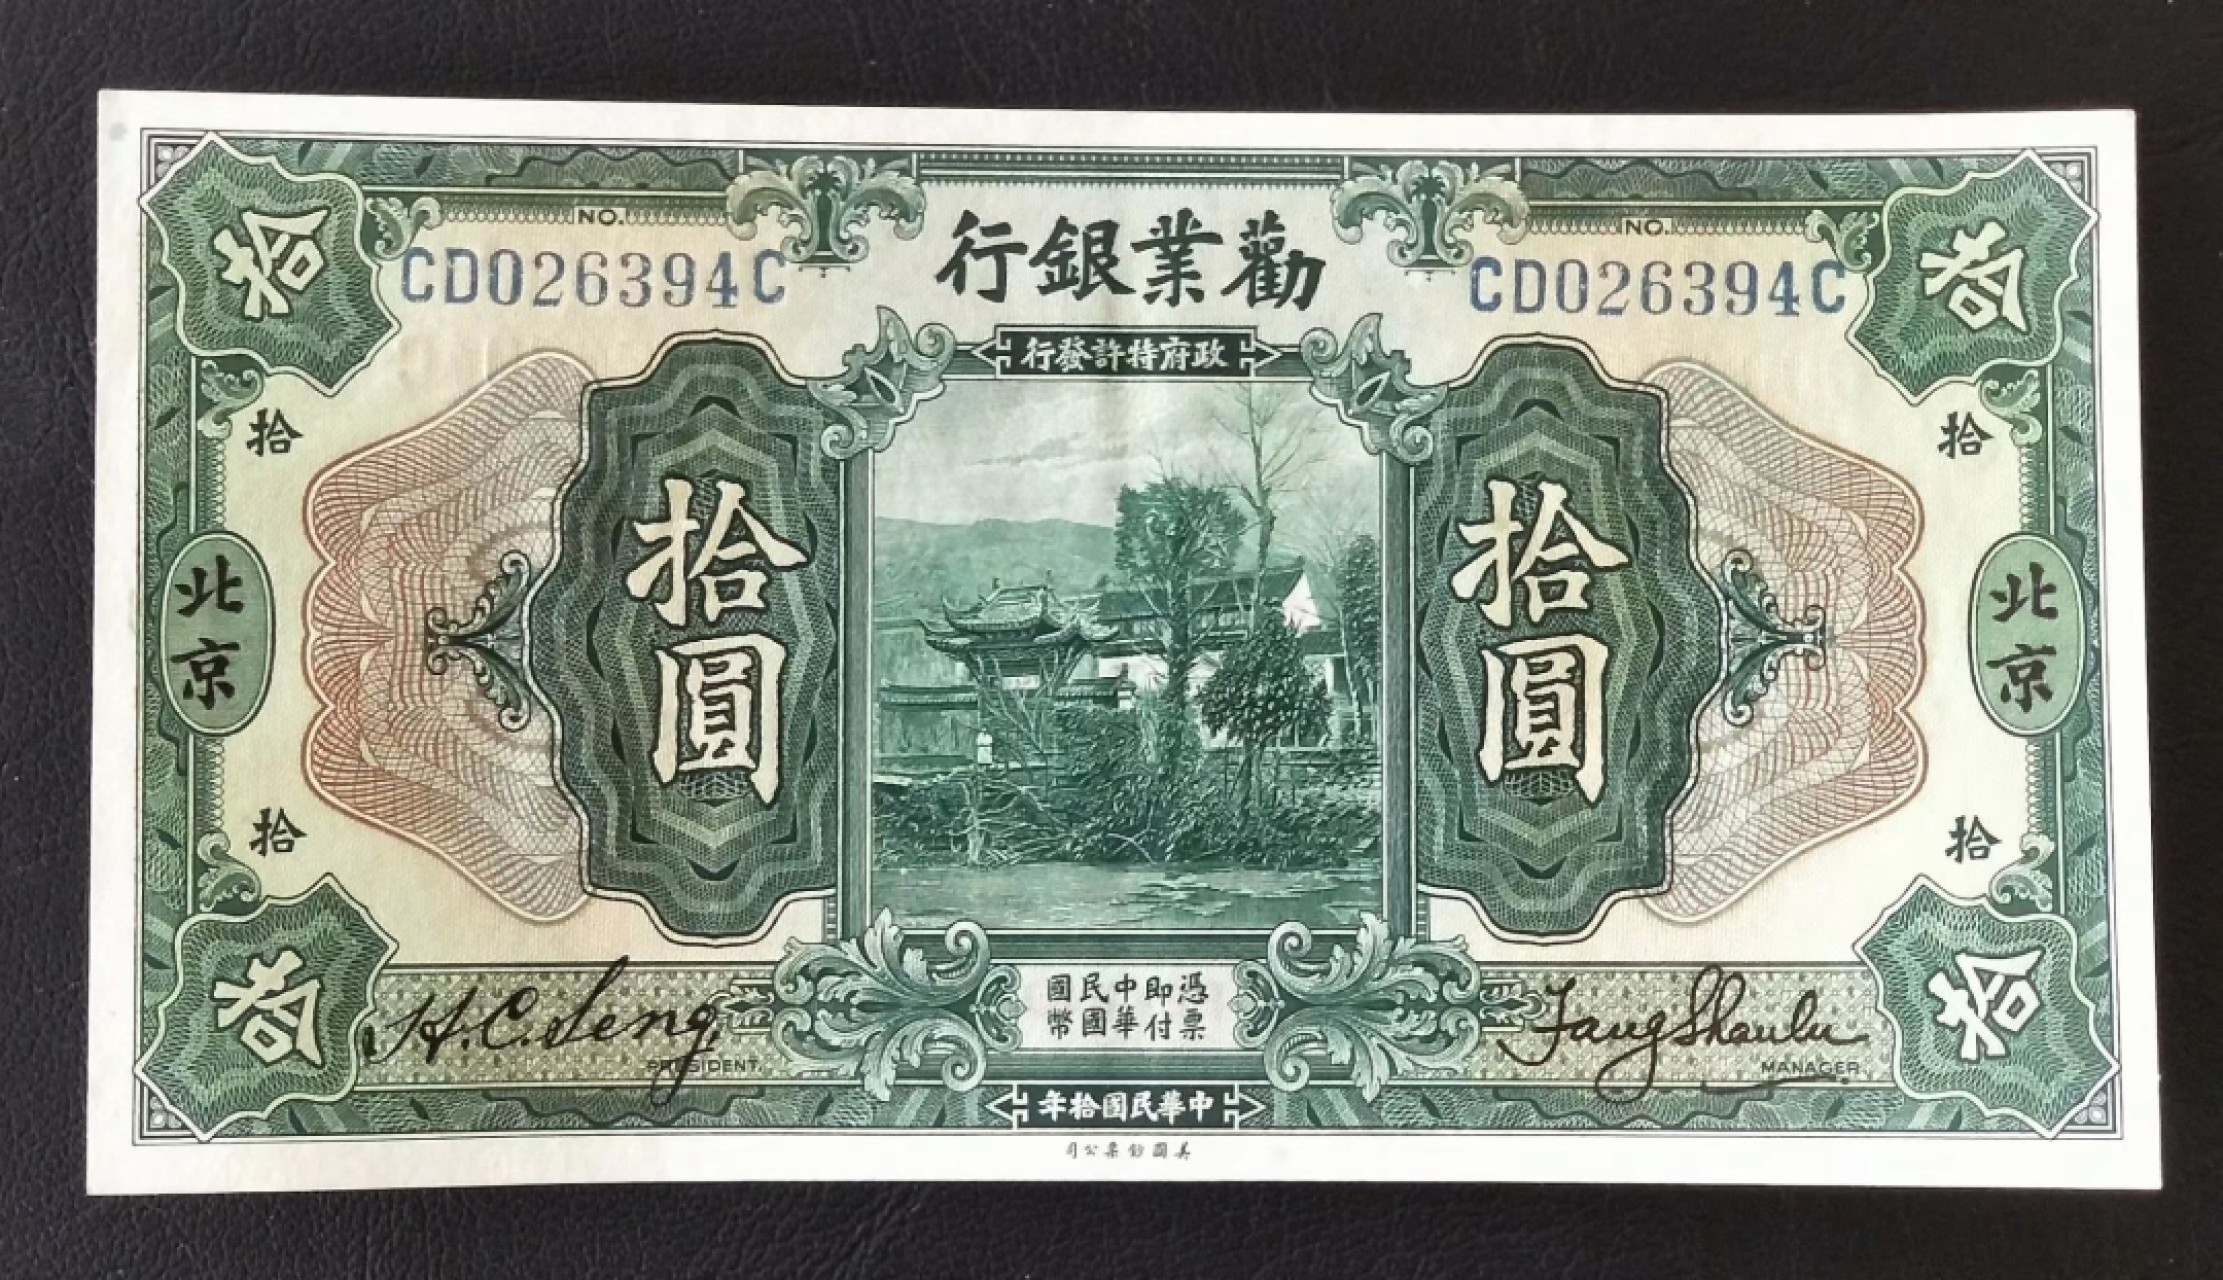 NO.
NO.
勸業銀行
CD026394C
CD026394C
拾
拾
政府特許發行
拾
拾
拾圓
拾圓
北京
北京
拾
拾
憑票即付中華民國國幣
拾
拾
H.C.Seng
PRESIDENT.
Fang Shaulu
MANAGER.
中華民國拾年
美國鈔票公司